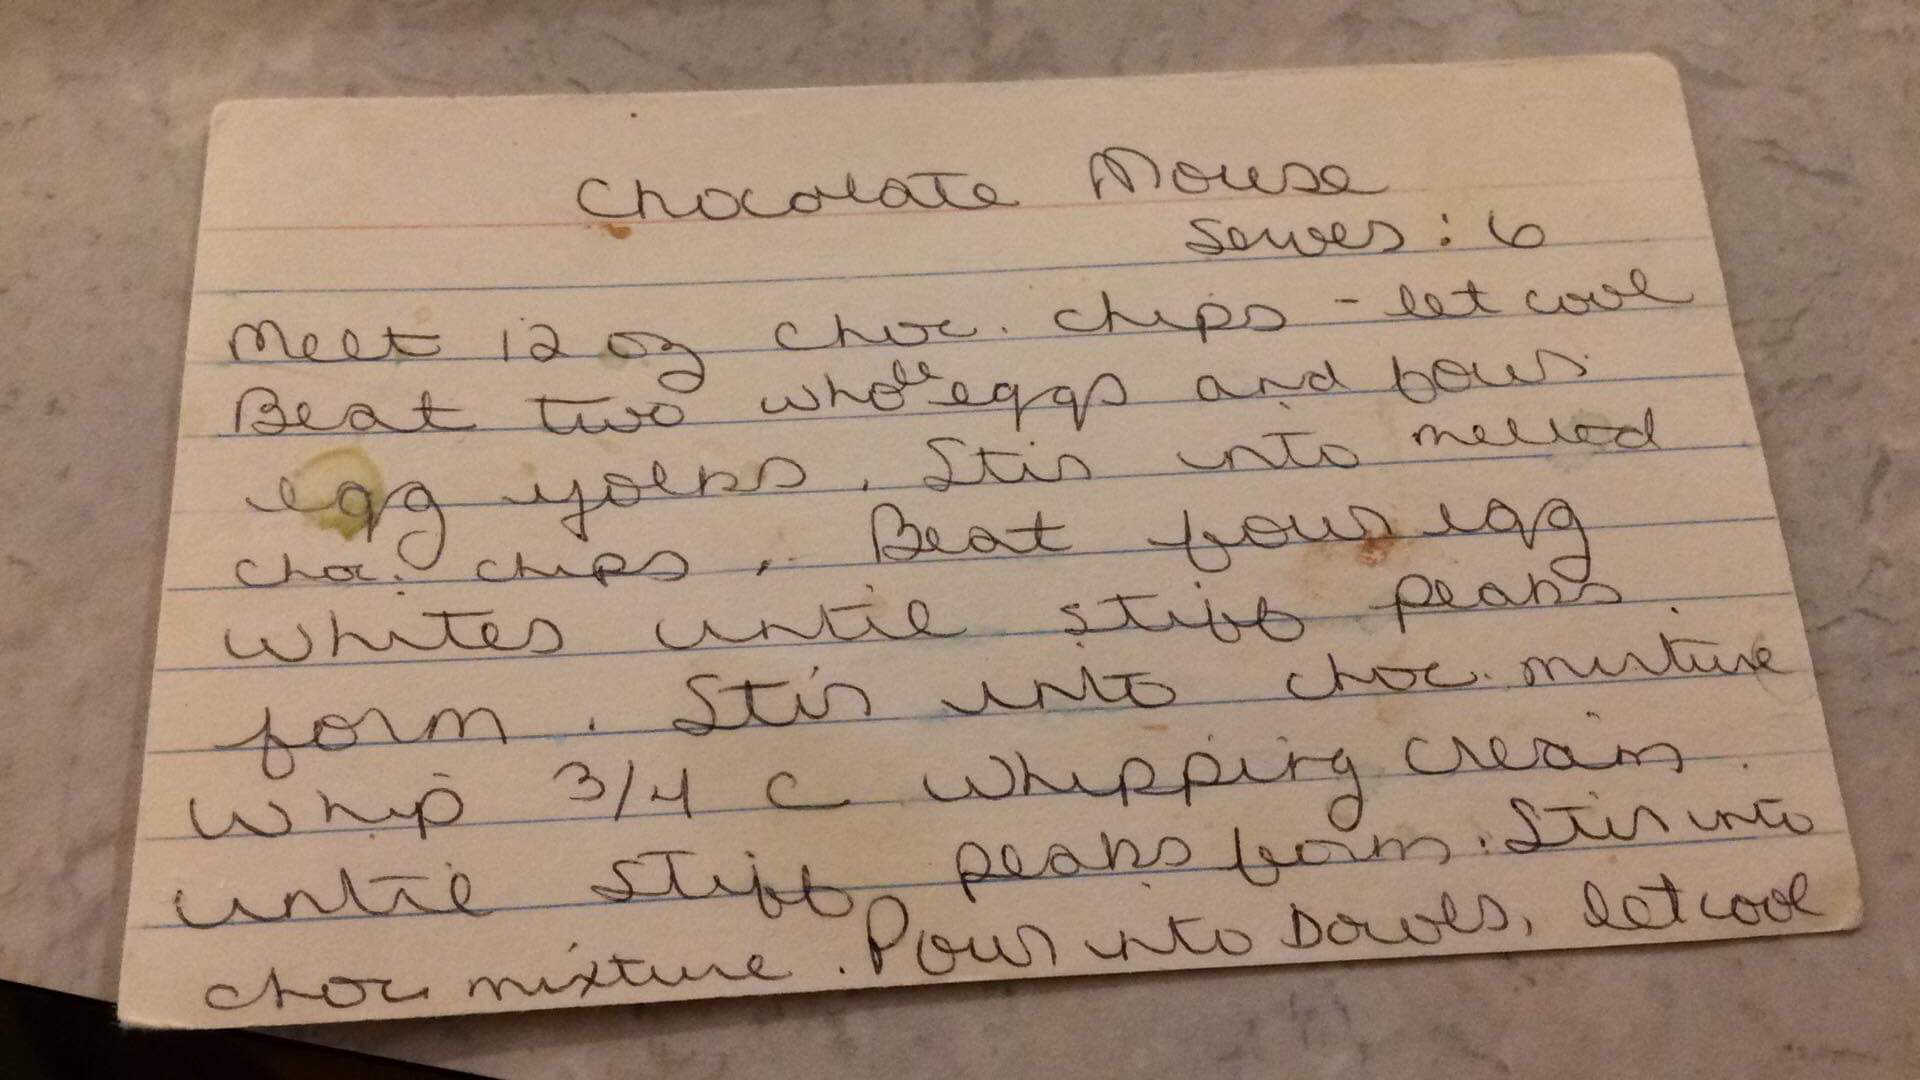 Chocolate Mouse
Serves: 6
Melt 12 oz choc. chips - let cool
Beat two whole eggs and four
egg yolks. Stir into melted
choc. chips. Beat four egg
whites until stiff peaks
form. Stir into choc. mixture
Whip 3/4 c whipping cream
until stiff peaks form. Stir into
choc mixture. Pour into bowls, let cool